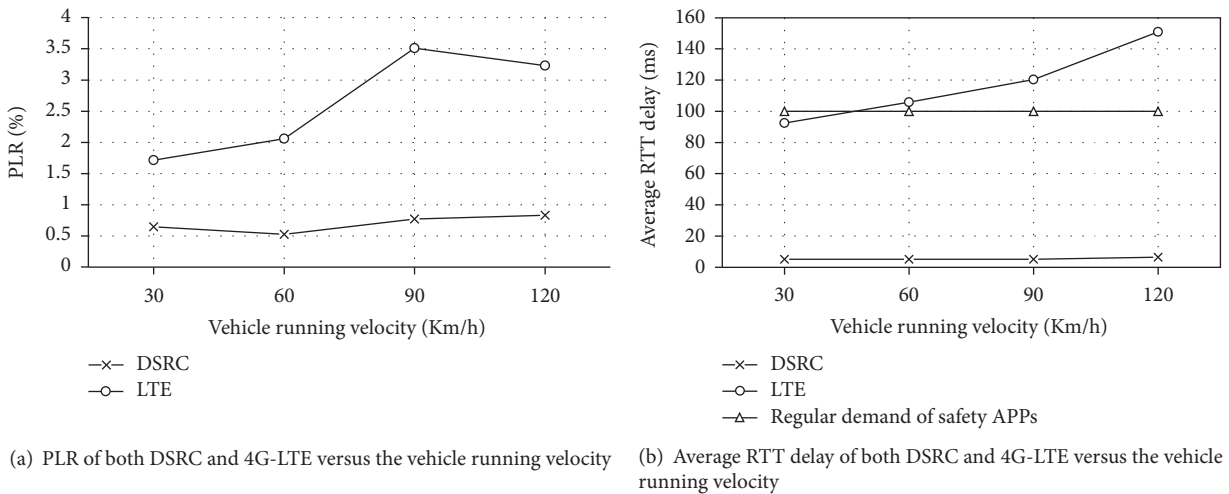 4
3.5
3
2.5
2
1.5
1
0.5
0
PLR (%)
30 60 90 120
Vehicle running velocity (Km/h)
DSRC
LTE
(a) PLR of both DSRC and 4G-LTE versus the vehicle running velocity
160
140
120
100
80
60
40
20
0
Average RTT delay (ms)
30 60 90 120
Vehicle running velocity (Km/h)
DSRC
LTE
Regular demand of safety APPs
(b) Average RTT delay of both DSRC and 4G-LTE versus the vehicle
running velocity